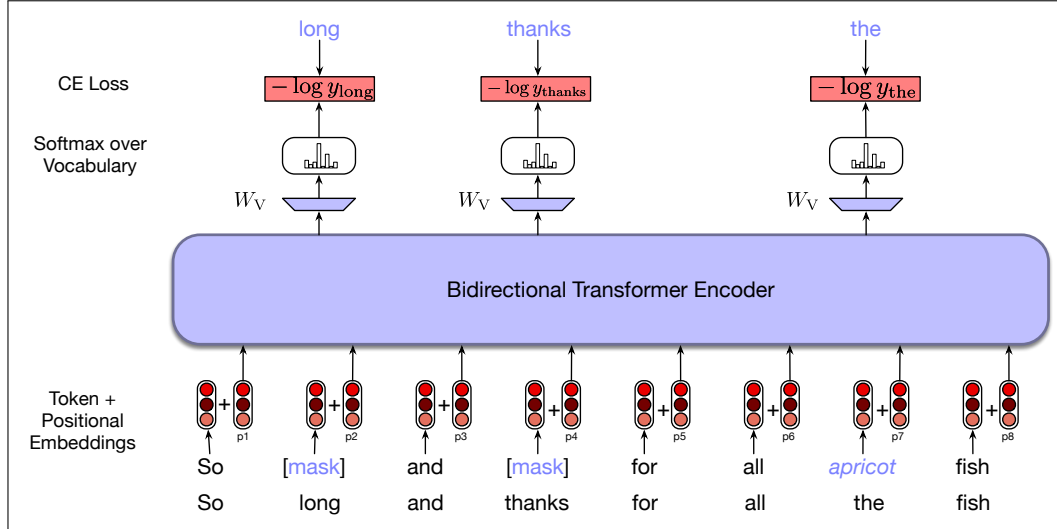 long thanks the
CE Loss
− log y_long − log y_thanks − log y_the
Softmax over
Vocabulary
W_V W_V W_V
Bidirectional Transformer Encoder
Token +
Positional
Embeddings
+ + + + + + + +
p1 p2 p3 p4 p5 p6 p7 p8
So [mask] and [mask] for all apricot fish
So long and thanks for all the fish